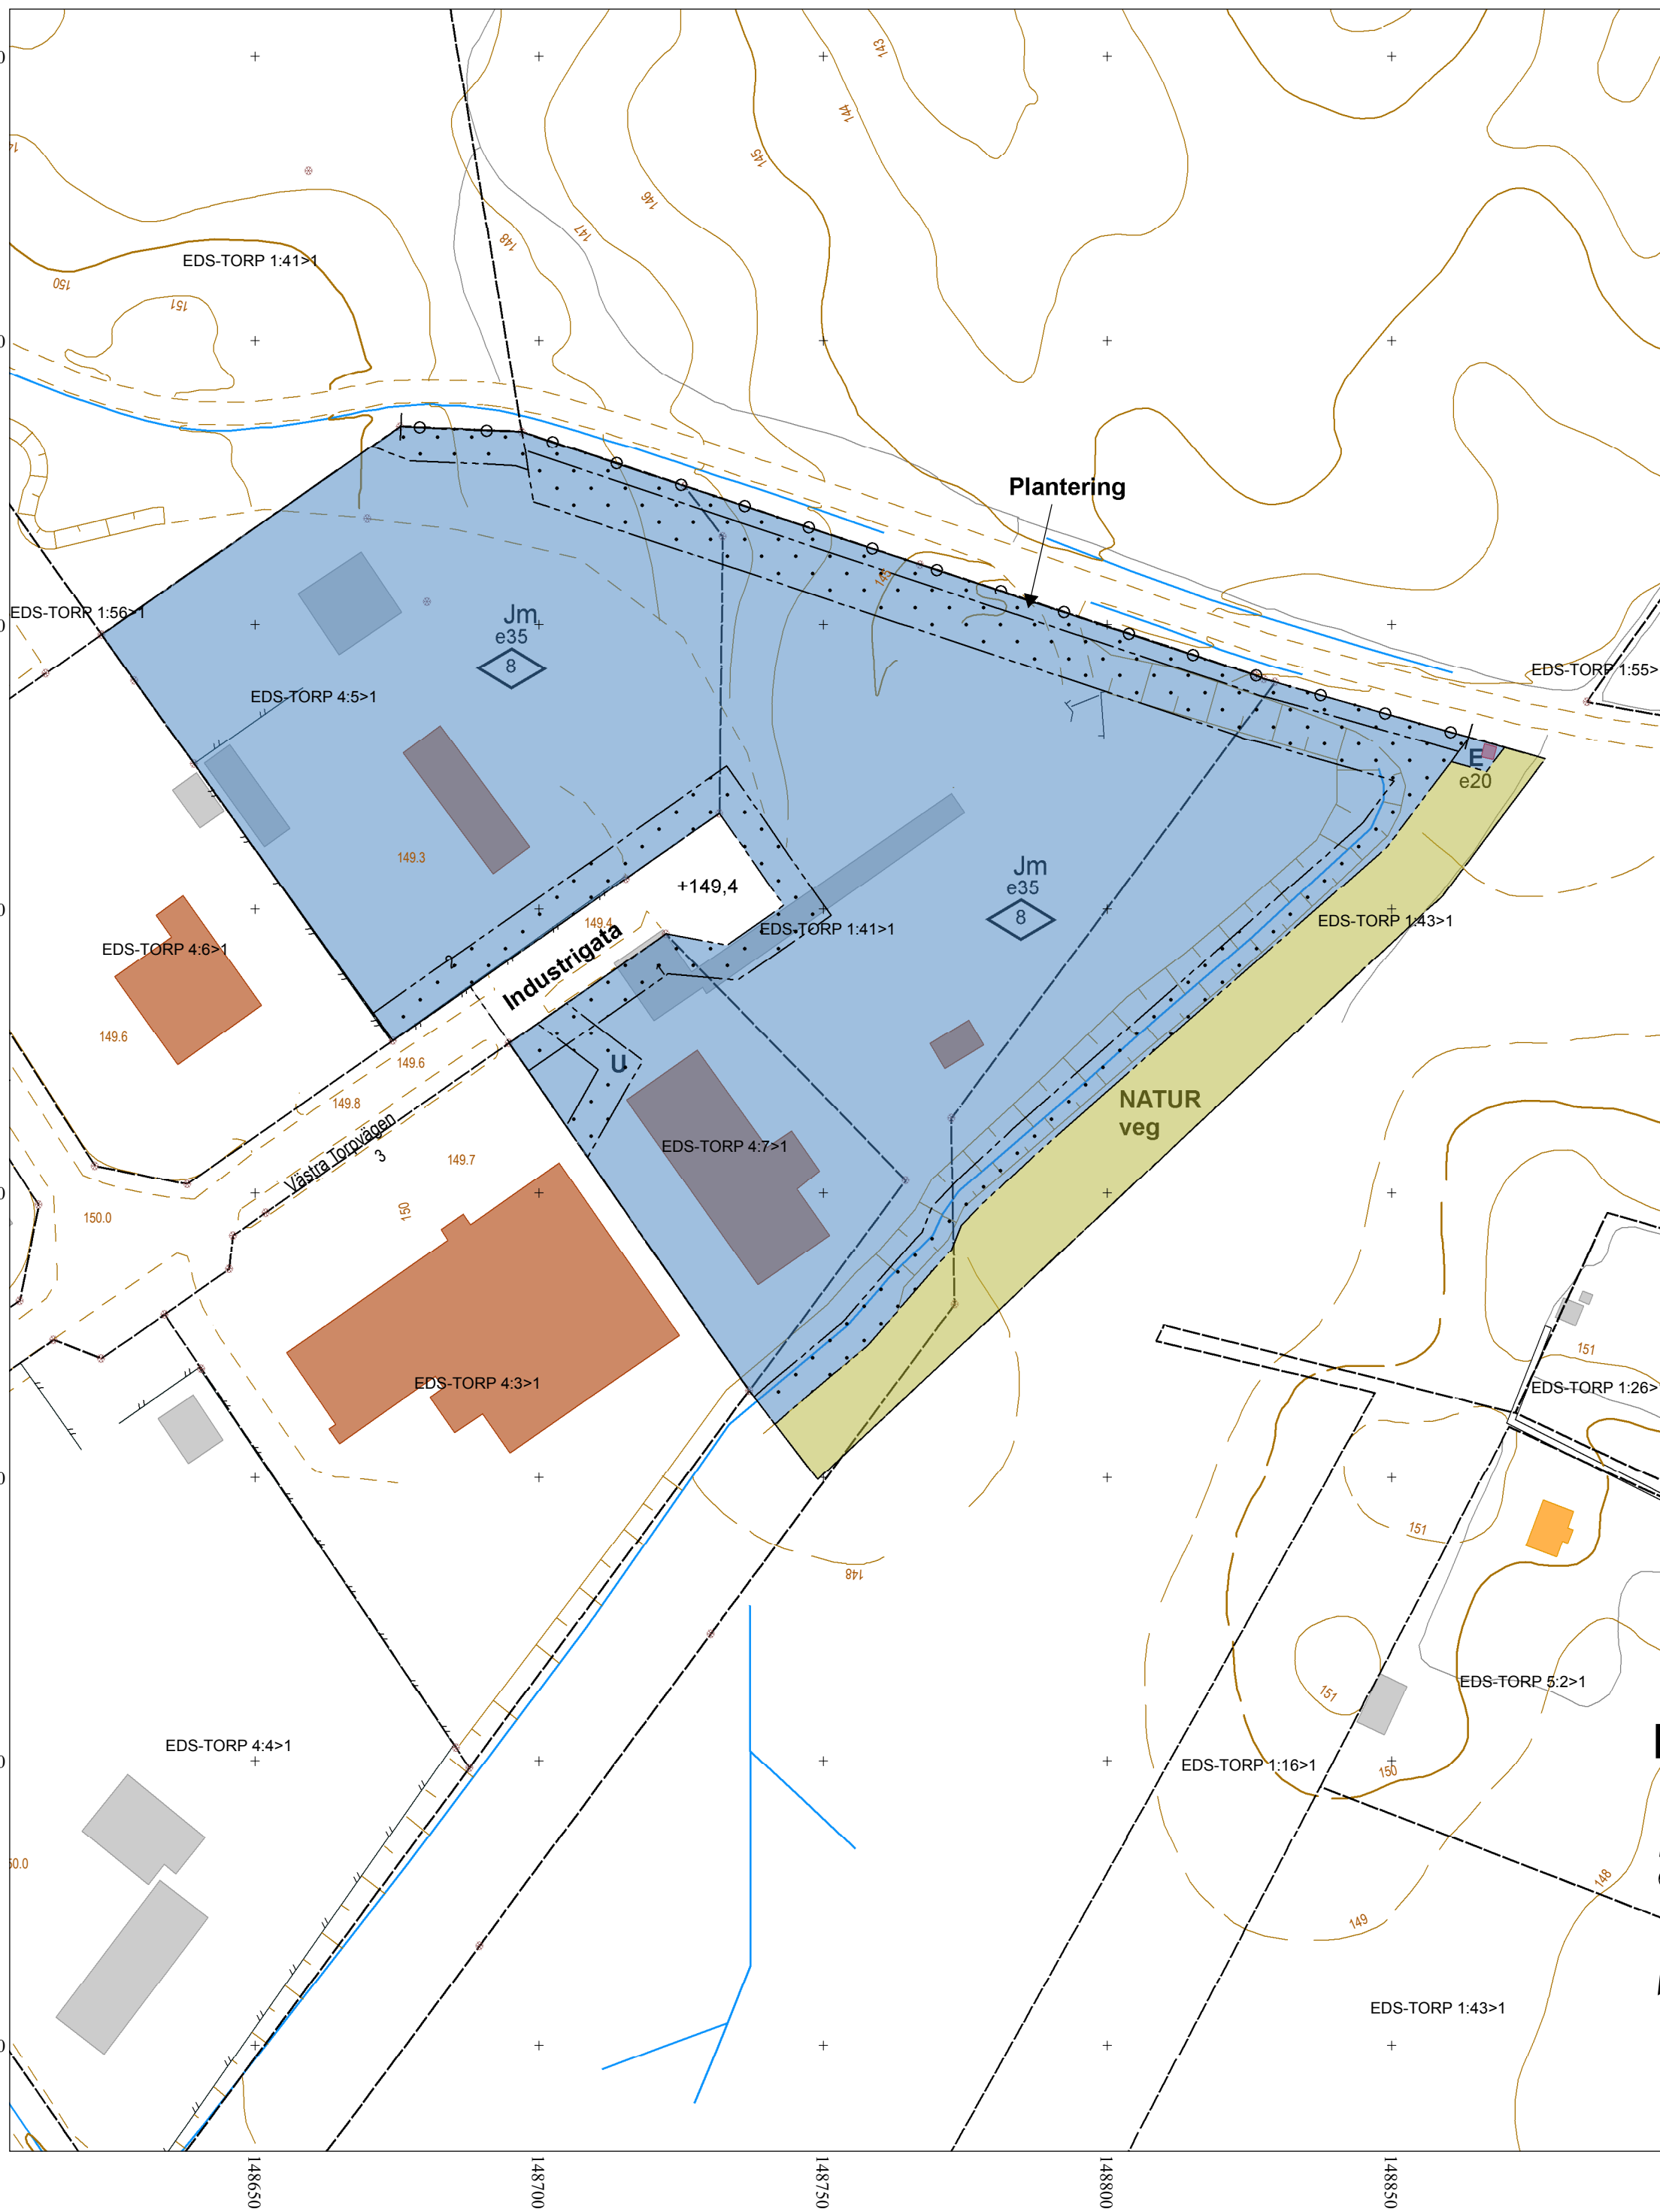 143
144
145
146
147
148
EDS-TORP 1:41>1
150
151
Plantering
145
EDS-TORP 1:56>1
Jm
e35
8
EDS-TORP 1:55>
EDS-TORP 4:5>1
E
e20
149.3
+149,4
Jm
e35
8
EDS-TORP 1:41>1
EDS-TORP 1:43>1
EDS-TORP 4:6>1
149.4
2
Industrigata
149.6
149.6
U
149.8
NATUR
veg
Västra Torpvägen
3
149.7
EDS-TORP 4:7>1
150
150.0
EDS-TORP 4:3>1
151
EDS-TORP 1:26>
151
148
151
EDS-TORP 5:2>1
EDS-TORP 4:4>1
EDS-TORP 1:16>1
150
148
149
EDS-TORP 1:43>1
148650
148700
148750
148800
148850